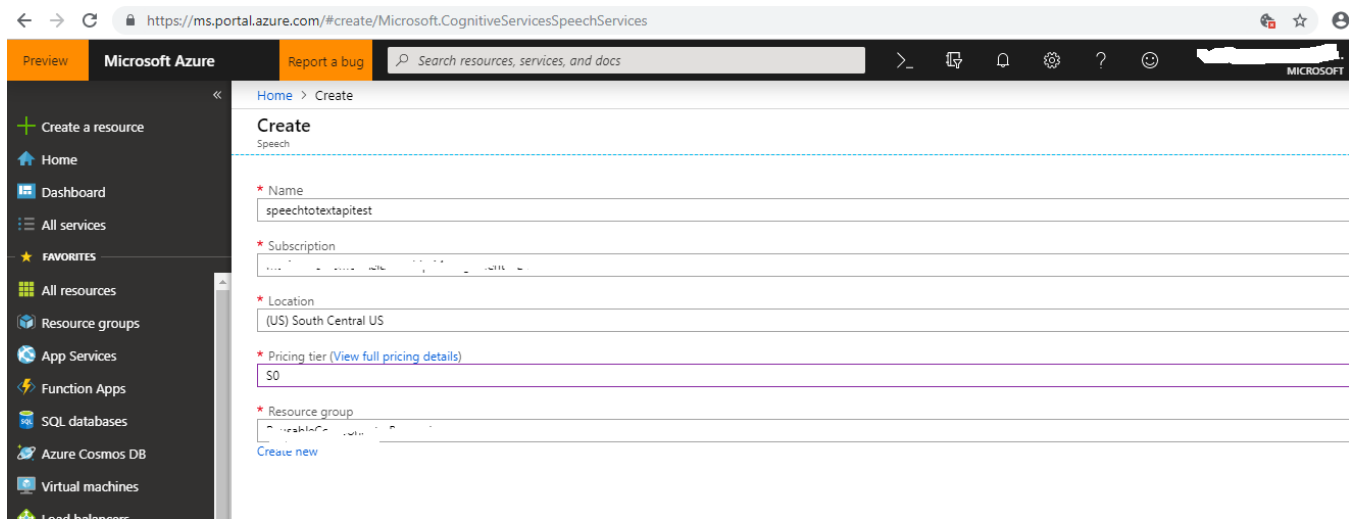 https://ms.portal.azure.com/#create/Microsoft.CognitiveServicesSpeechServices
Preview Microsoft Azure Report a bug Search resources, services, and docs
MICROSOFT
Home > Create
Create a resource
Home
Dashboard
All services
FAVORITES
All resources
Resource groups
App Services
Function Apps
SQL databases
Azure Cosmos DB
Virtual machines
Load balancers
Create
Speech
* Name
speechtotextapitest
* Subscription
* Location
(US) South Central US
* Pricing tier (View full pricing details)
S0
* Resource group
Create new